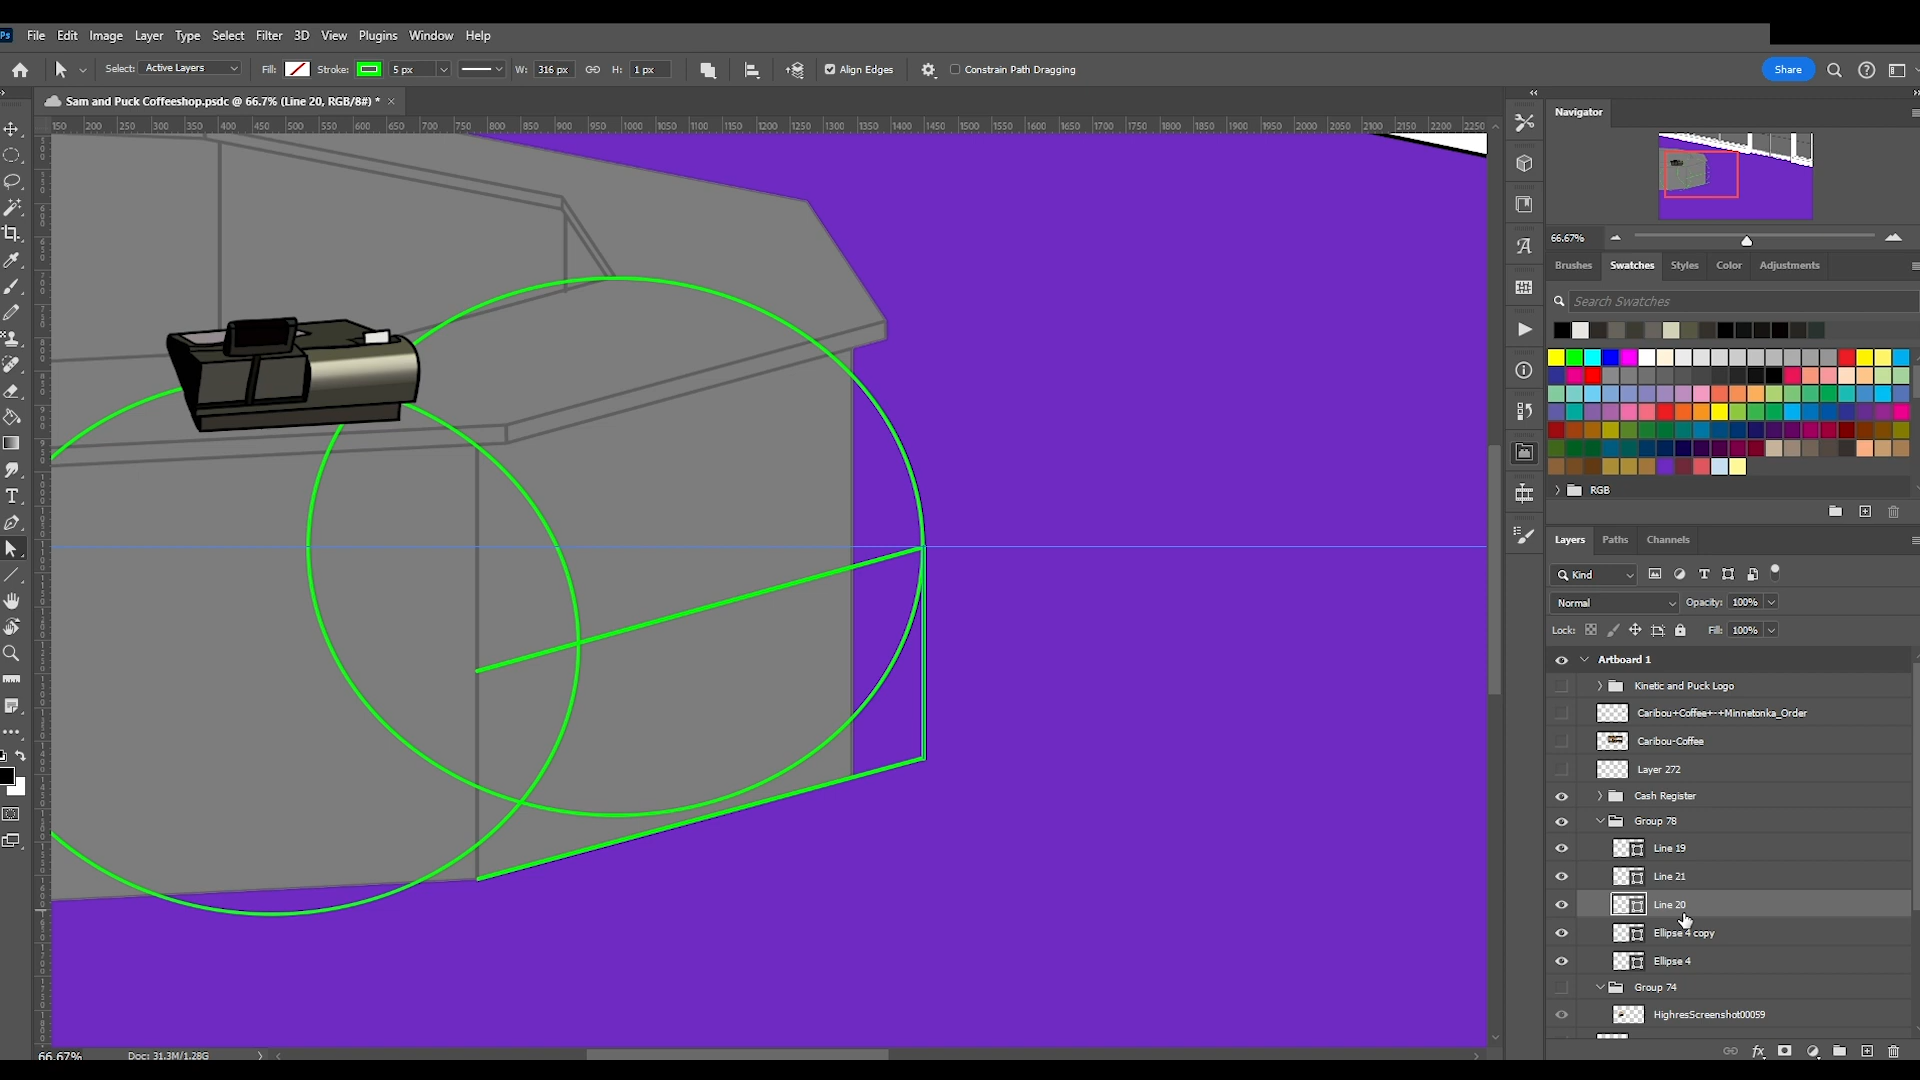 Ps File Edit Image Layer Type Select Filter 3D View Plugins Window Help
Select: Active Layers Fill: Stroke: 5 px W: 316 px H: 1 px Align Edges Constrain Path Dragging Share
Sam and Puck Coffeeshop.psdc @ 66.7% (Line 20, RGB/8#) * ×
150 200 250 300 350 400 450 500 550 600 650 700 750 800 850 900 950 1000 1050 1100 1150 1200 1250 1300 1350 1400 1450 1500 1550 1600 1650 1700 1750 1800 1850 1900 1950 2000 2050 2100 2150 2200 2250
Navigator
66.67%
Brushes Swatches Styles Color Adjustments
Search Swatches
RGB
Layers Paths Channels
Kind
Normal Opacity: 100%
Lock: Fill: 100%
Artboard 1
Kinetic and Puck Logo
Caribou+Coffee+-+Minnetonka_Order
Caribou-Coffee
Layer 272
Cash Register
Group 78
Line 19
Line 21
Line 20
Ellipse 4 copy
Ellipse 4
Group 74
HighresScreenshot00059
66.67% Doc: 31.3M/1.28G
fx